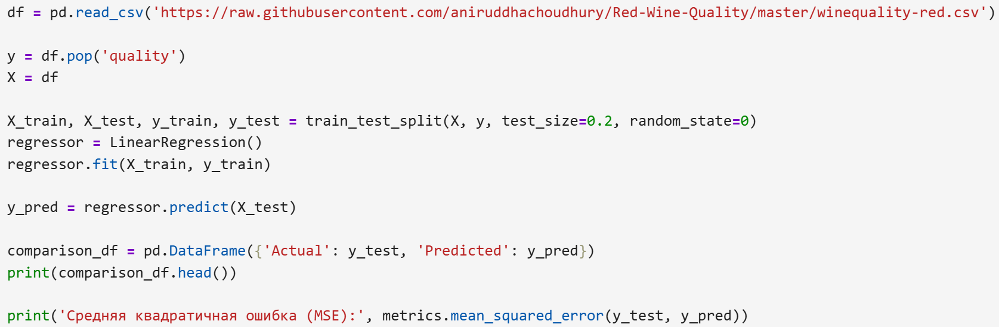 df = pd.read_csv('https://raw.githubusercontent.com/aniruddhachoudhury/Red-Wine-Quality/master/winequality-red.csv')
y = df.pop('quality')
X = df
X_train, X_test, y_train, y_test = train_test_split(X, y, test_size=0.2, random_state=0)
regressor = LinearRegression()
regressor.fit(X_train, y_train)
y_pred = regressor.predict(X_test)
comparison_df = pd.DataFrame({'Actual': y_test, 'Predicted': y_pred})
print(comparison_df.head())
print('Средняя квадратичная ошибка (MSE):', metrics.mean_squared_error(y_test, y_pred))